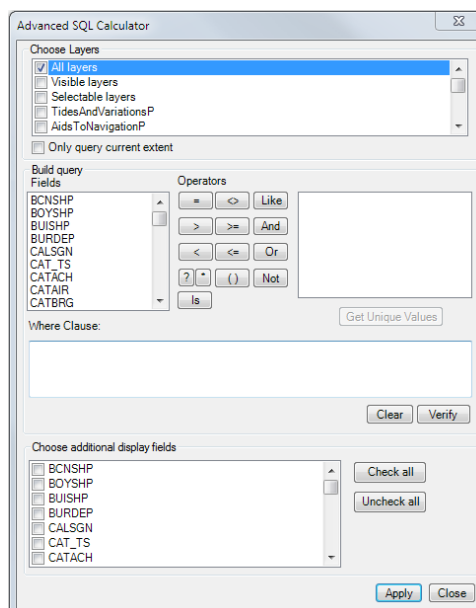 Advanced SQL Calculator
Choose Layers
All layers
Visible layers
Selectable layers
TidesAndVariationsP
AidsToNavigationP
Only query current extent
Build query
Fields
Operators
BCNSHP
BOYSHP
BUISHP
BURDEP
CALSGN
CAT_TS
CATACH
CATAIR
CATBRG
= <> Like
> >= And
< <= Or
? * ( ) Not
Is
Get Unique Values
Where Clause:
Clear Verify
Choose additional display fields
BCNSHP
BOYSHP
BUISHP
BURDEP
CALSGN
CAT_TS
CATACH
Check all
Uncheck all
Apply Close